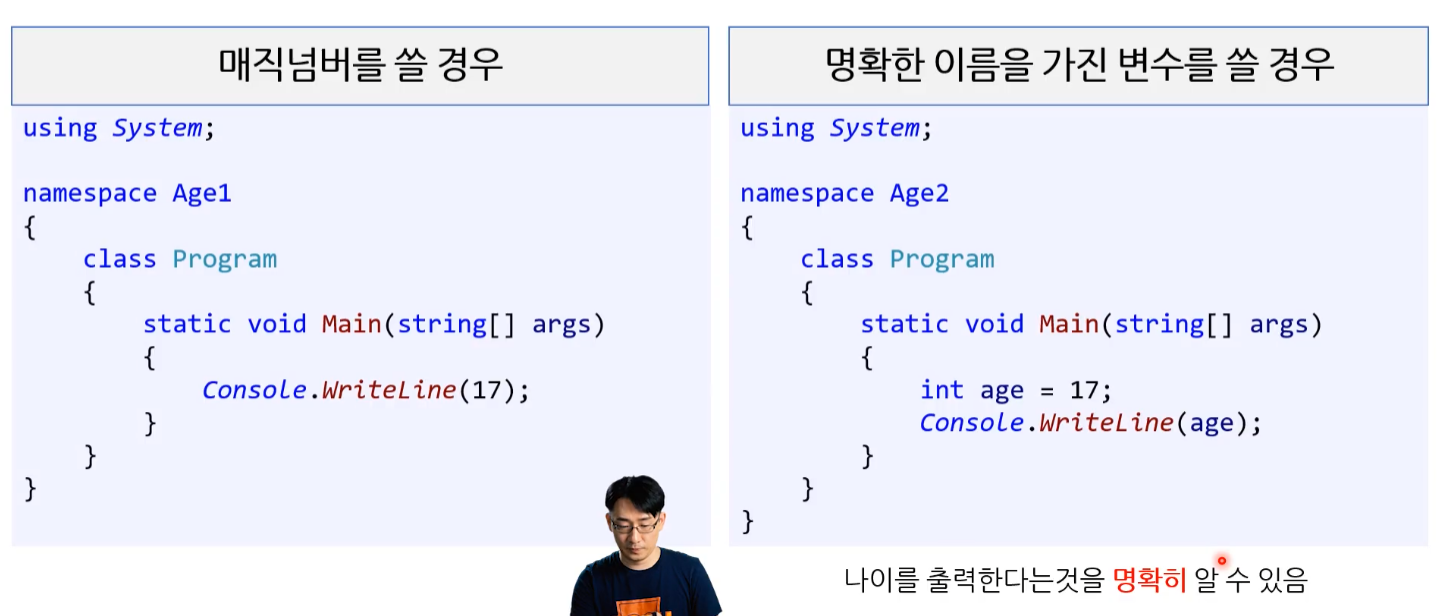 매직넘버를 쓸 경우
using System;
namespace Age1
{
    class Program
    {
        static void Main(string[] args)
        {
            Console.WriteLine(17);
        }
    }
}
명확한 이름을 가진 변수를 쓸 경우
using System;
namespace Age2
{
    class Program
    {
        static void Main(string[] args)
        {
            int age = 17;
            Console.WriteLine(age);
        }
    }
}
나이를 출력한다는것을 명확히 알 수 있음